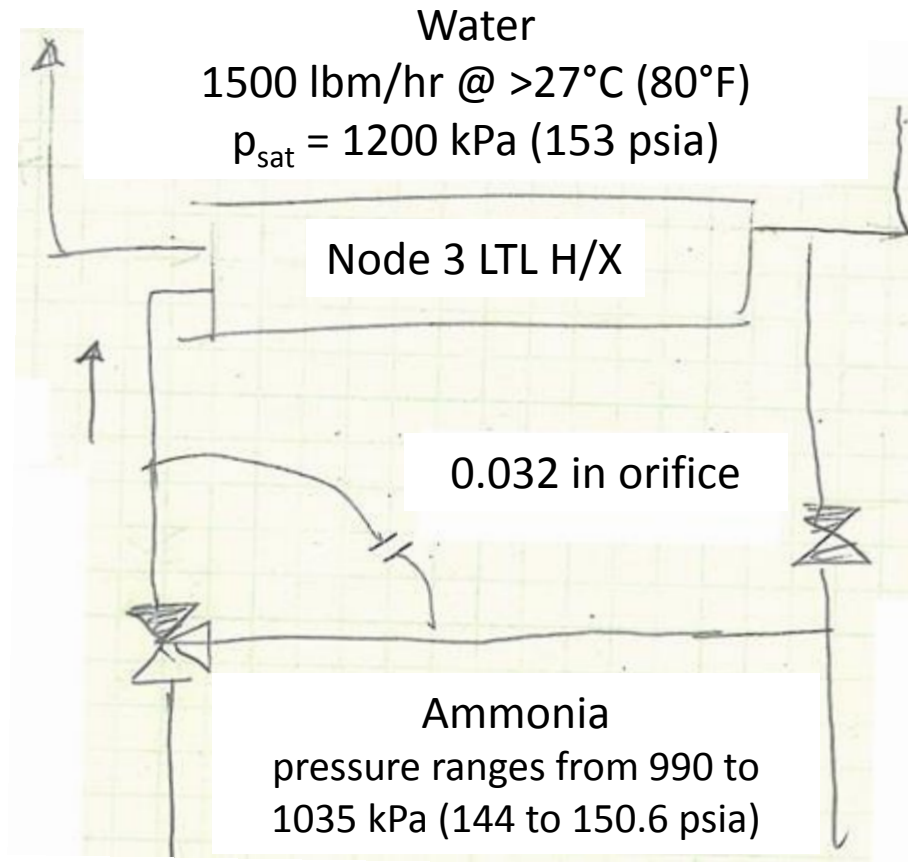 Water
1500 lbm/hr @ >27°C (80°F)
pₛₐₜ = 1200 kPa (153 psia)
Node 3 LTL H/X
0.032 in orifice
Ammonia
pressure ranges from 990 to
1035 kPa (144 to 150.6 psia)